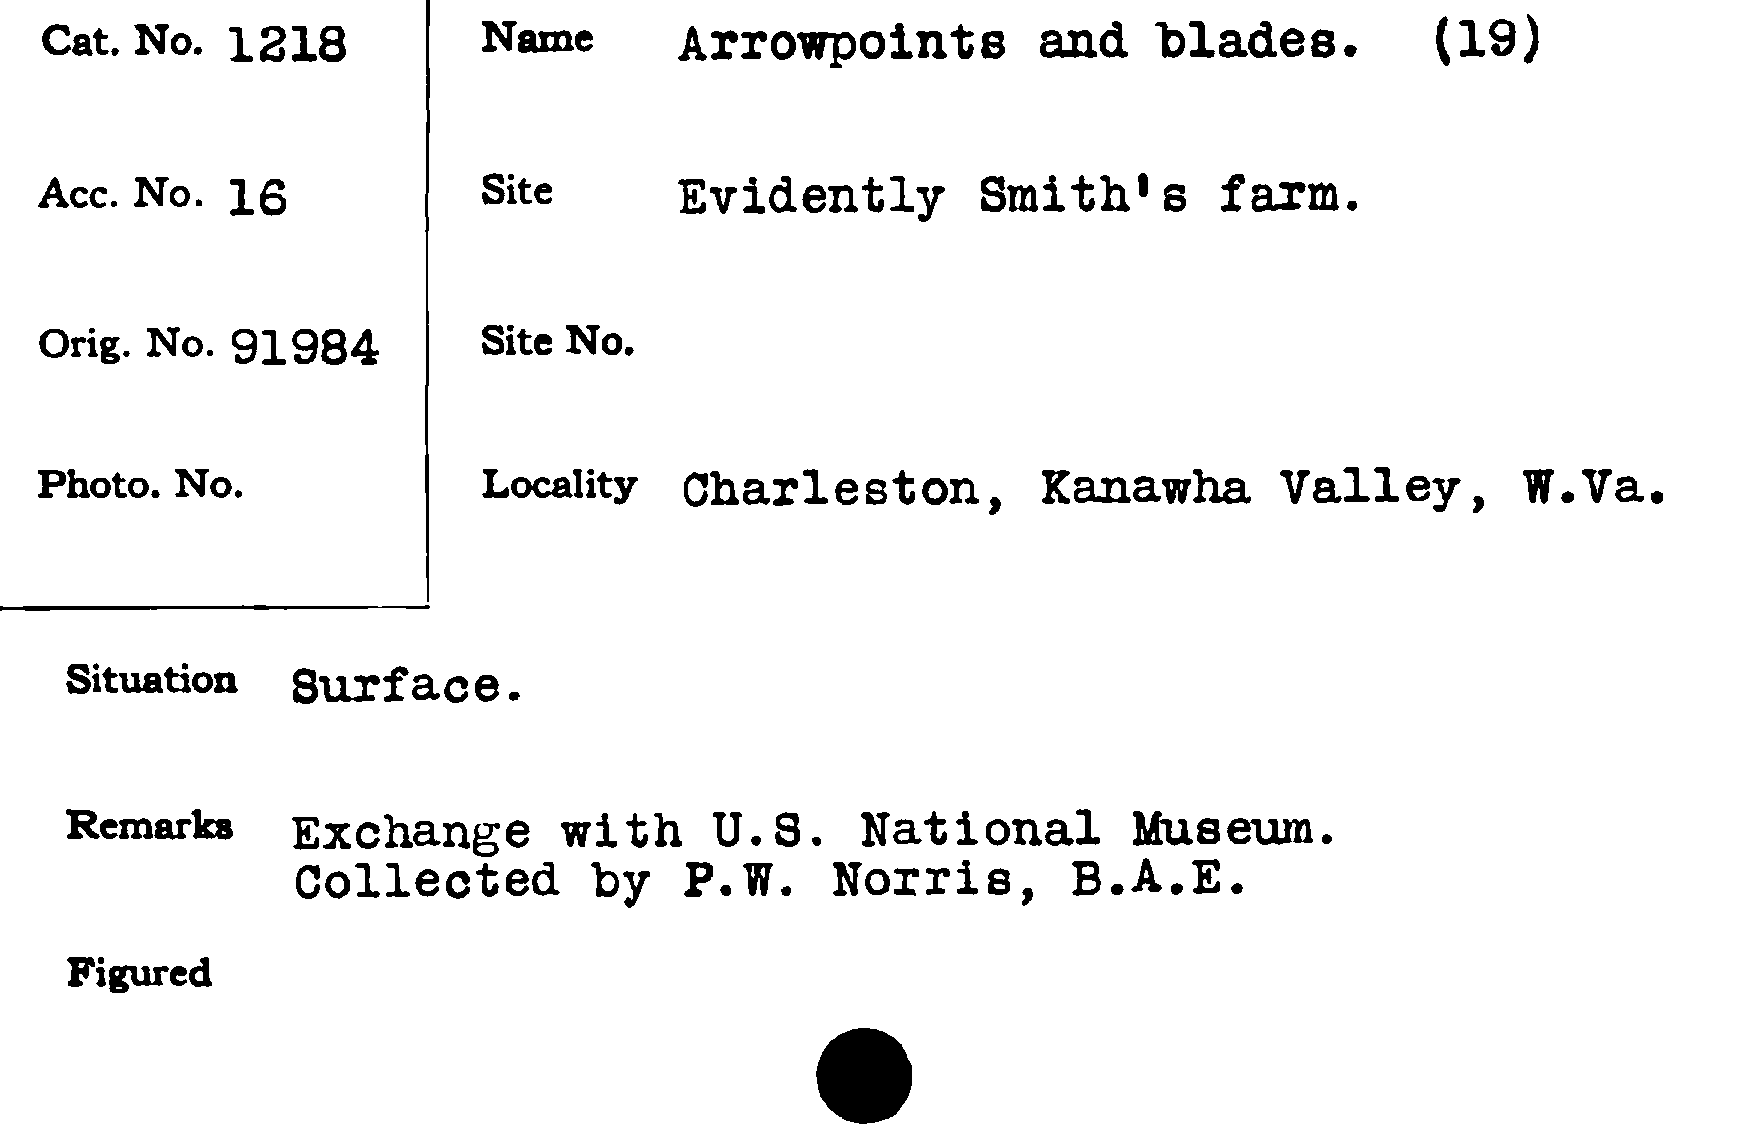 Cat. No. 1218
Name Arrowpoints and blades. (19)
Acc. No. 16
Site Evidently Smith's farm.
Orig. No. 91984
Site No.
Photo. No.
Locality Charleston, Kanawha Valley, W.Va.
Situation Surface.
Remarks Exchange with U.S. National Museum.
Collected by P.W. Norris, B.A.E.
Figured